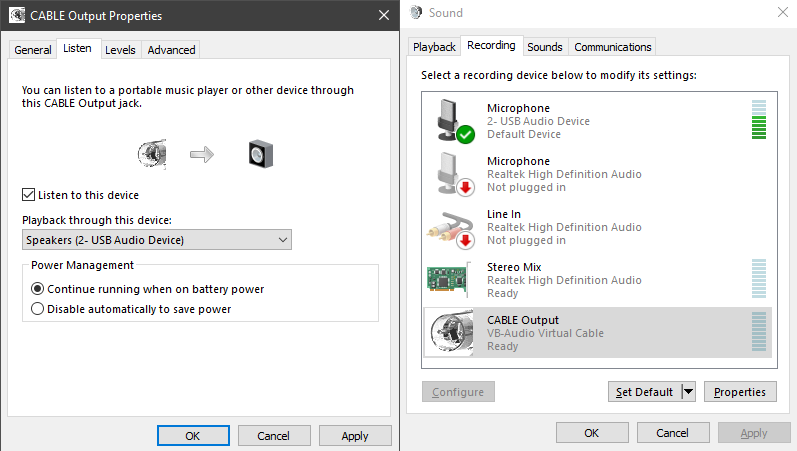 CABLE Output Properties
General Listen Levels Advanced
You can listen to a portable music player or other device through
this CABLE Output jack.
Listen to this device
Playback through this device:
Speakers (2- USB Audio Device)
Power Management
Continue running when on battery power
Disable automatically to save power
OK Cancel Apply
Sound
Playback Recording Sounds Communications
Select a recording device below to modify its settings:
Microphone
2- USB Audio Device
Default Device
Microphone
Realtek High Definition Audio
Not plugged in
Line In
Realtek High Definition Audio
Not plugged in
Stereo Mix
Realtek High Definition Audio
Ready
CABLE Output
VB-Audio Virtual Cable
Ready
Configure Set Default Properties
OK Cancel Apply